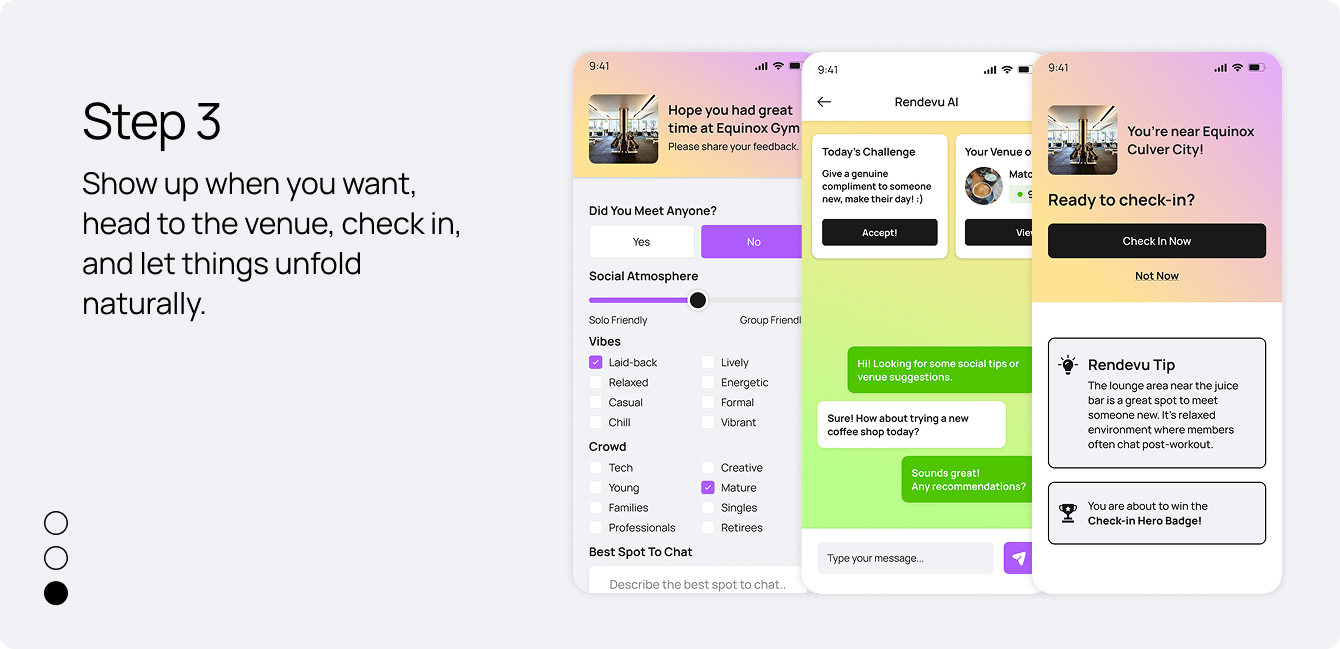 Step 3
Show up when you want,
head to the venue, check in,
and let things unfold
naturally.
9:41
Hope you had great
time at Equinox Gym
Please share your feedback.
Did You Meet Anyone?
Yes No
Social Atmosphere
Solo Friendly Group Friendl
Vibes
Laid-back Lively
Relaxed Energetic
Casual Formal
Chill Vibrant
Crowd
Tech Creative
Young Mature
Families Singles
Professionals Retirees
Best Spot To Chat
Describe the best spot to chat..
9:41
Rendevu AI
Today's Challenge
Give a genuine
compliment to someone
new, make their day! :)
Accept!
Your Venue o
Matc
9
Vie
Hi! Looking for some social tips or
venue suggestions.
Sure! How about trying a new
coffee shop today?
Sounds great!
Any recommendations?
Type your message...
9:41
You're near Equinox
Culver City!
Ready to check-in?
Check In Now
Not Now
Rendevu Tip
The lounge area near the juice
bar is a great spot to meet
someone new. It's relaxed
environment where members
often chat post-workout.
You are about to win the
Check-in Hero Badge!